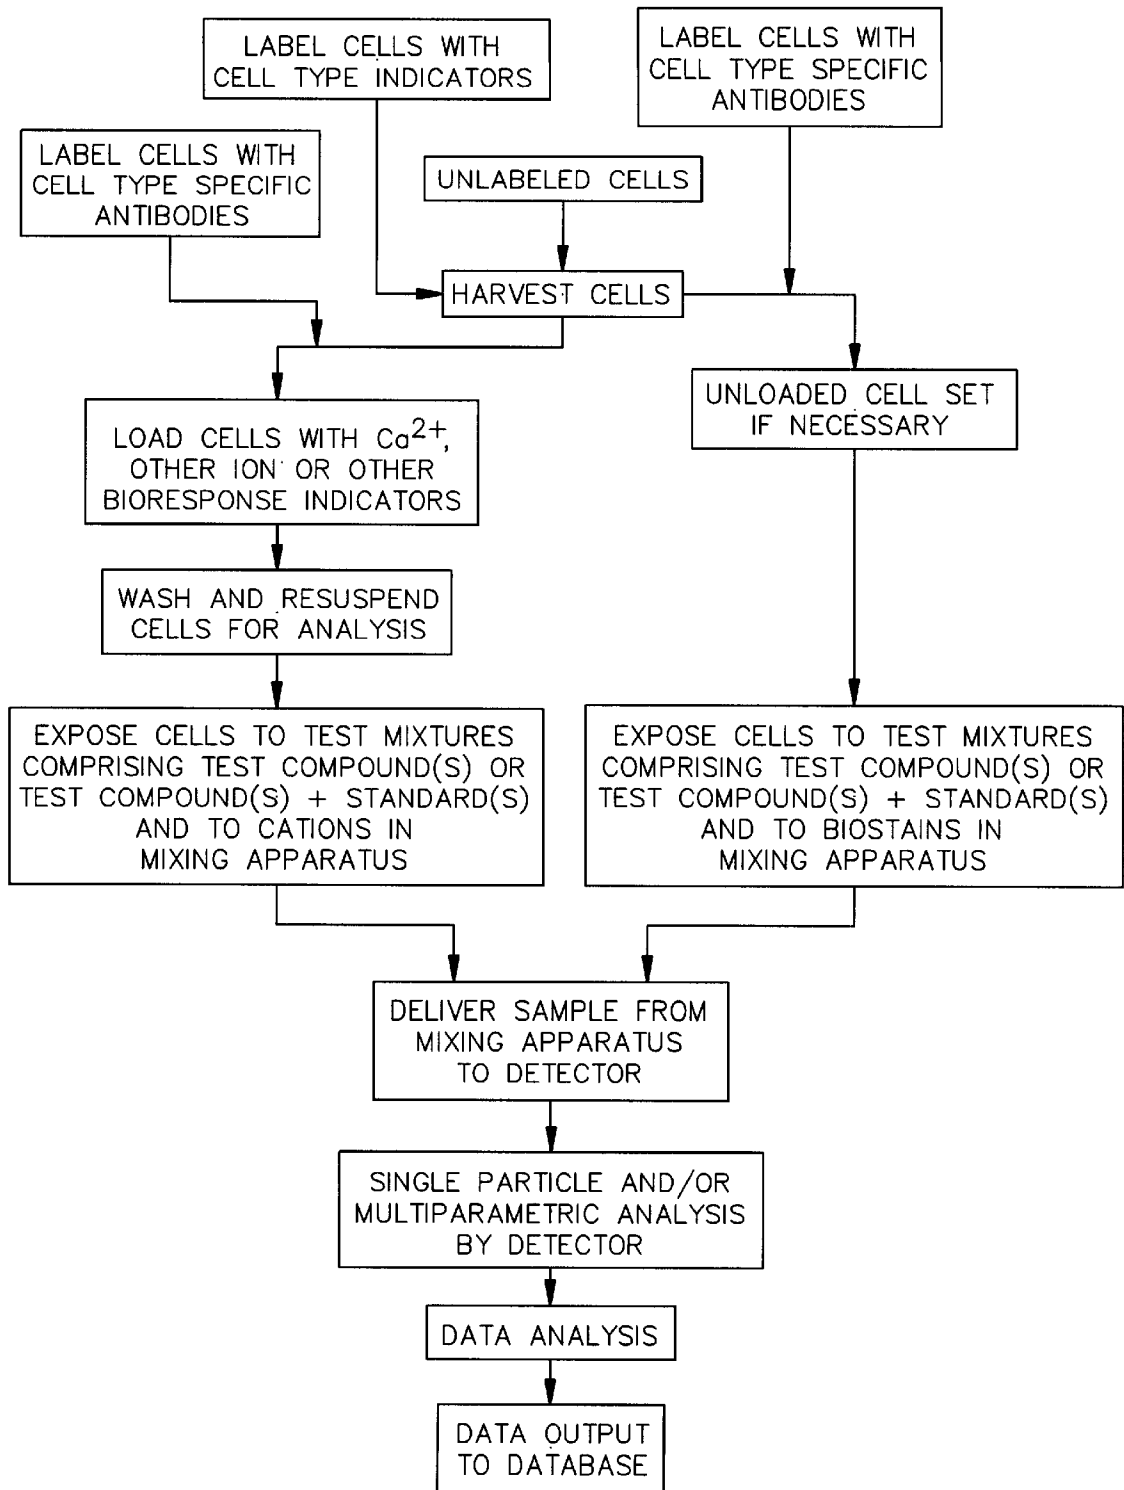 LABEL CELLS WITH
CELL TYPE INDICATORS
LABEL CELLS WITH
CELL TYPE SPECIFIC
ANTIBODIES
LABEL CELLS WITH
CELL TYPE SPECIFIC
ANTIBODIES
UNLABELED CELLS
HARVEST CELLS
UNLOADED CELL SET
IF NECESSARY
LOAD CELLS WITH Ca2+,
OTHER ION OR OTHER
BIORESPONSE INDICATORS
WASH AND RESUSPEND
CELLS FOR ANALYSIS
EXPOSE CELLS TO TEST MIXTURES
COMPRISING TEST COMPOUND(S) OR
TEST COMPOUND(S) + STANDARD(S)
AND TO CATIONS IN
MIXING APPARATUS
EXPOSE CELLS TO TEST MIXTURES
COMPRISING TEST COMPOUND(S) OR
TEST COMPOUND(S) + STANDARD(S)
AND TO BIOSTAINS IN
MIXING APPARATUS
DELIVER SAMPLE FROM
MIXING APPARATUS
TO DETECTOR
SINGLE PARTICLE AND/OR
MULTIPARAMETRIC ANALYSIS
BY DETECTOR
DATA ANALYSIS
DATA OUTPUT
TO DATABASE